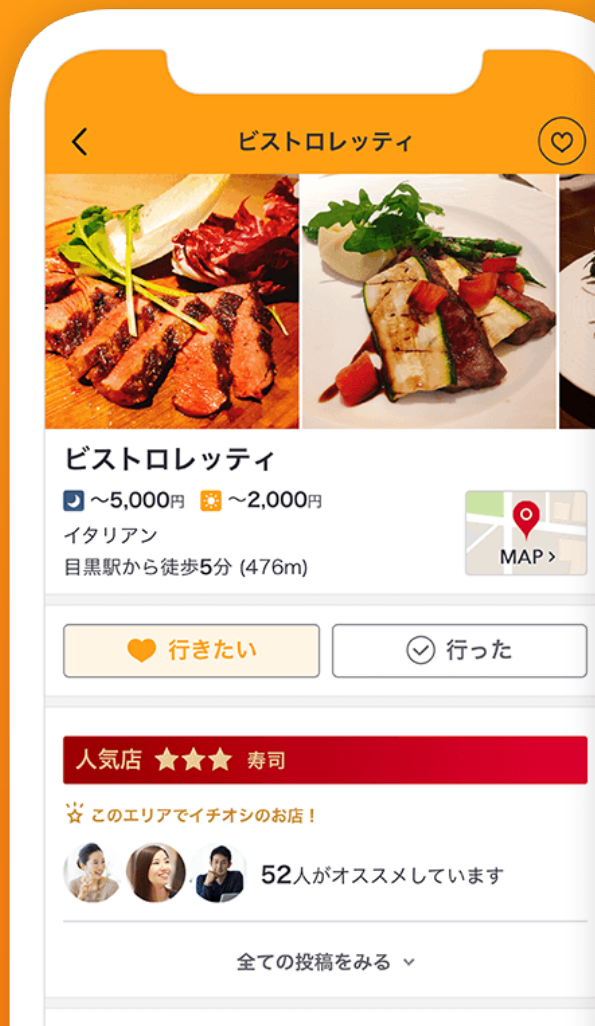 ビストロレッティ
ビストロレッティ
～5,000円 ～2,000円
イタリアン
目黒駅から徒歩5分 (476m)
MAP >
行きたい
行った
人気店 ★★★ 寿司
このエリアでイチオシのお店！
52人がオススメしています
全ての投稿をみる